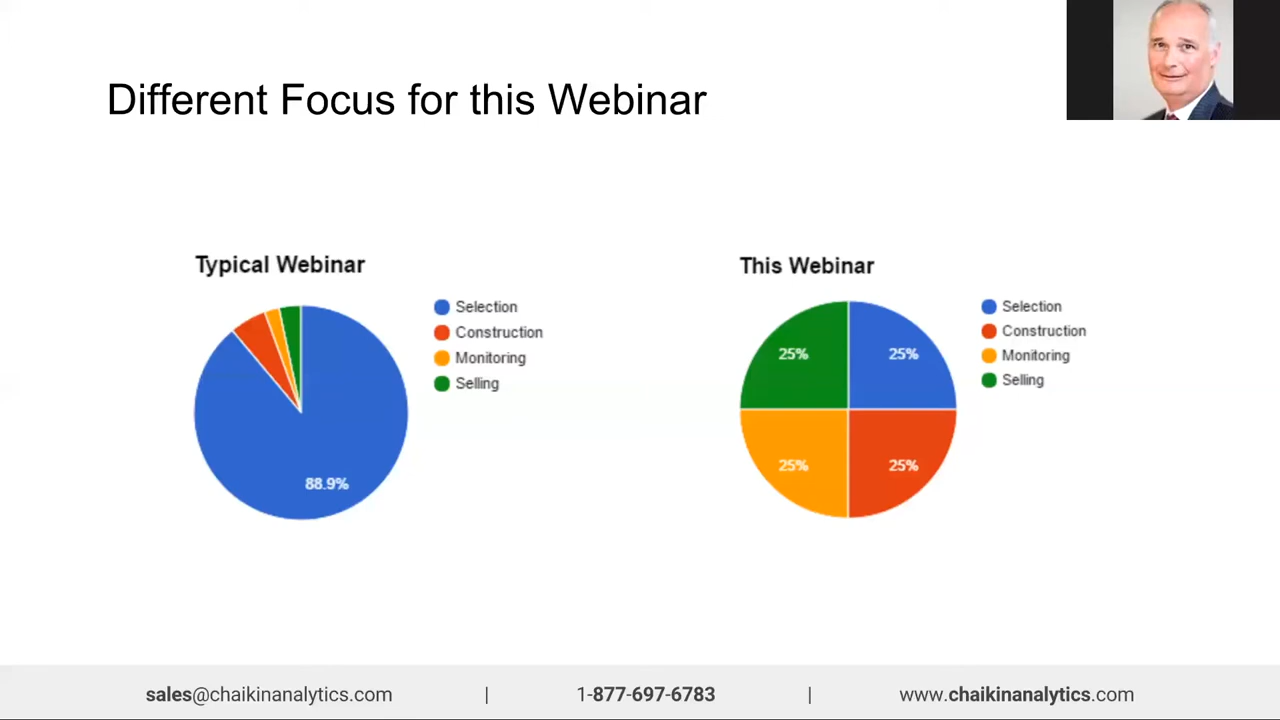 Different Focus for this Webinar
Typical Webinar
Selection
Construction
Monitoring
Selling
88.9%
This Webinar
Selection
Construction
Monitoring
Selling
25%
25%
25%
25%
sales@chaikinanalytics.com | 1-877-697-6783 | www.chaikinanalytics.com